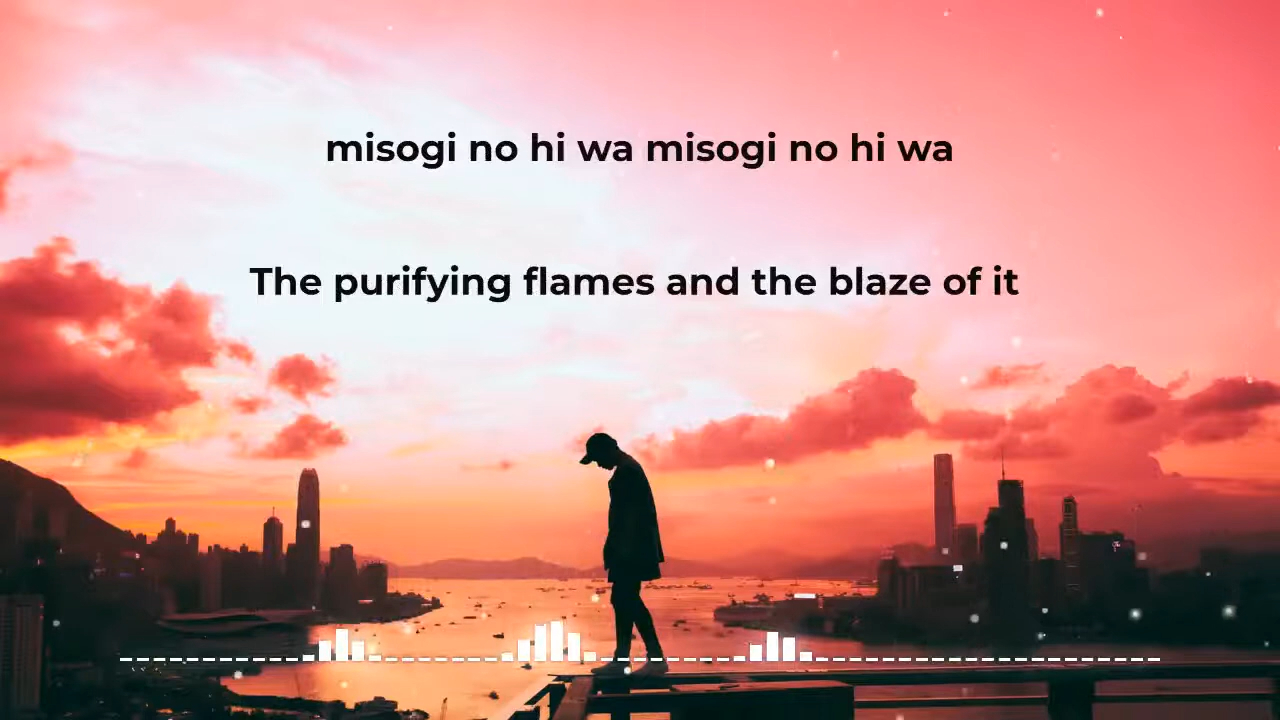 misogi no hi wa misogi no hi wa
The purifying flames and the blaze of it